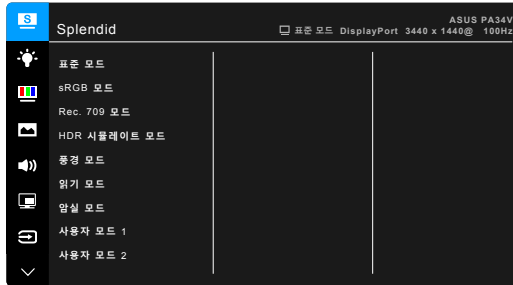 S
Splendid
ASUS PA34V
표준 모드 DisplayPort 3440 x 1440@ 100Hz
표준 모드
sRGB 모드
Rec. 709 모드
HDR 시뮬레이트 모드
풍경 모드
읽기 모드
암실 모드
사용자 모드 1
사용자 모드 2